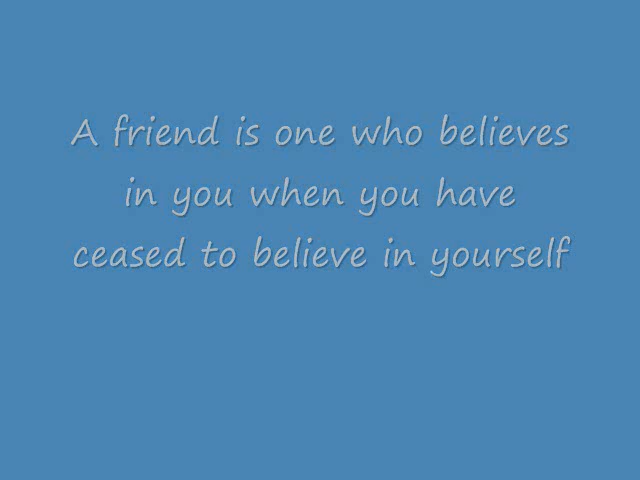 A friend is one who believes
in you when you have
ceased to believe in yourself